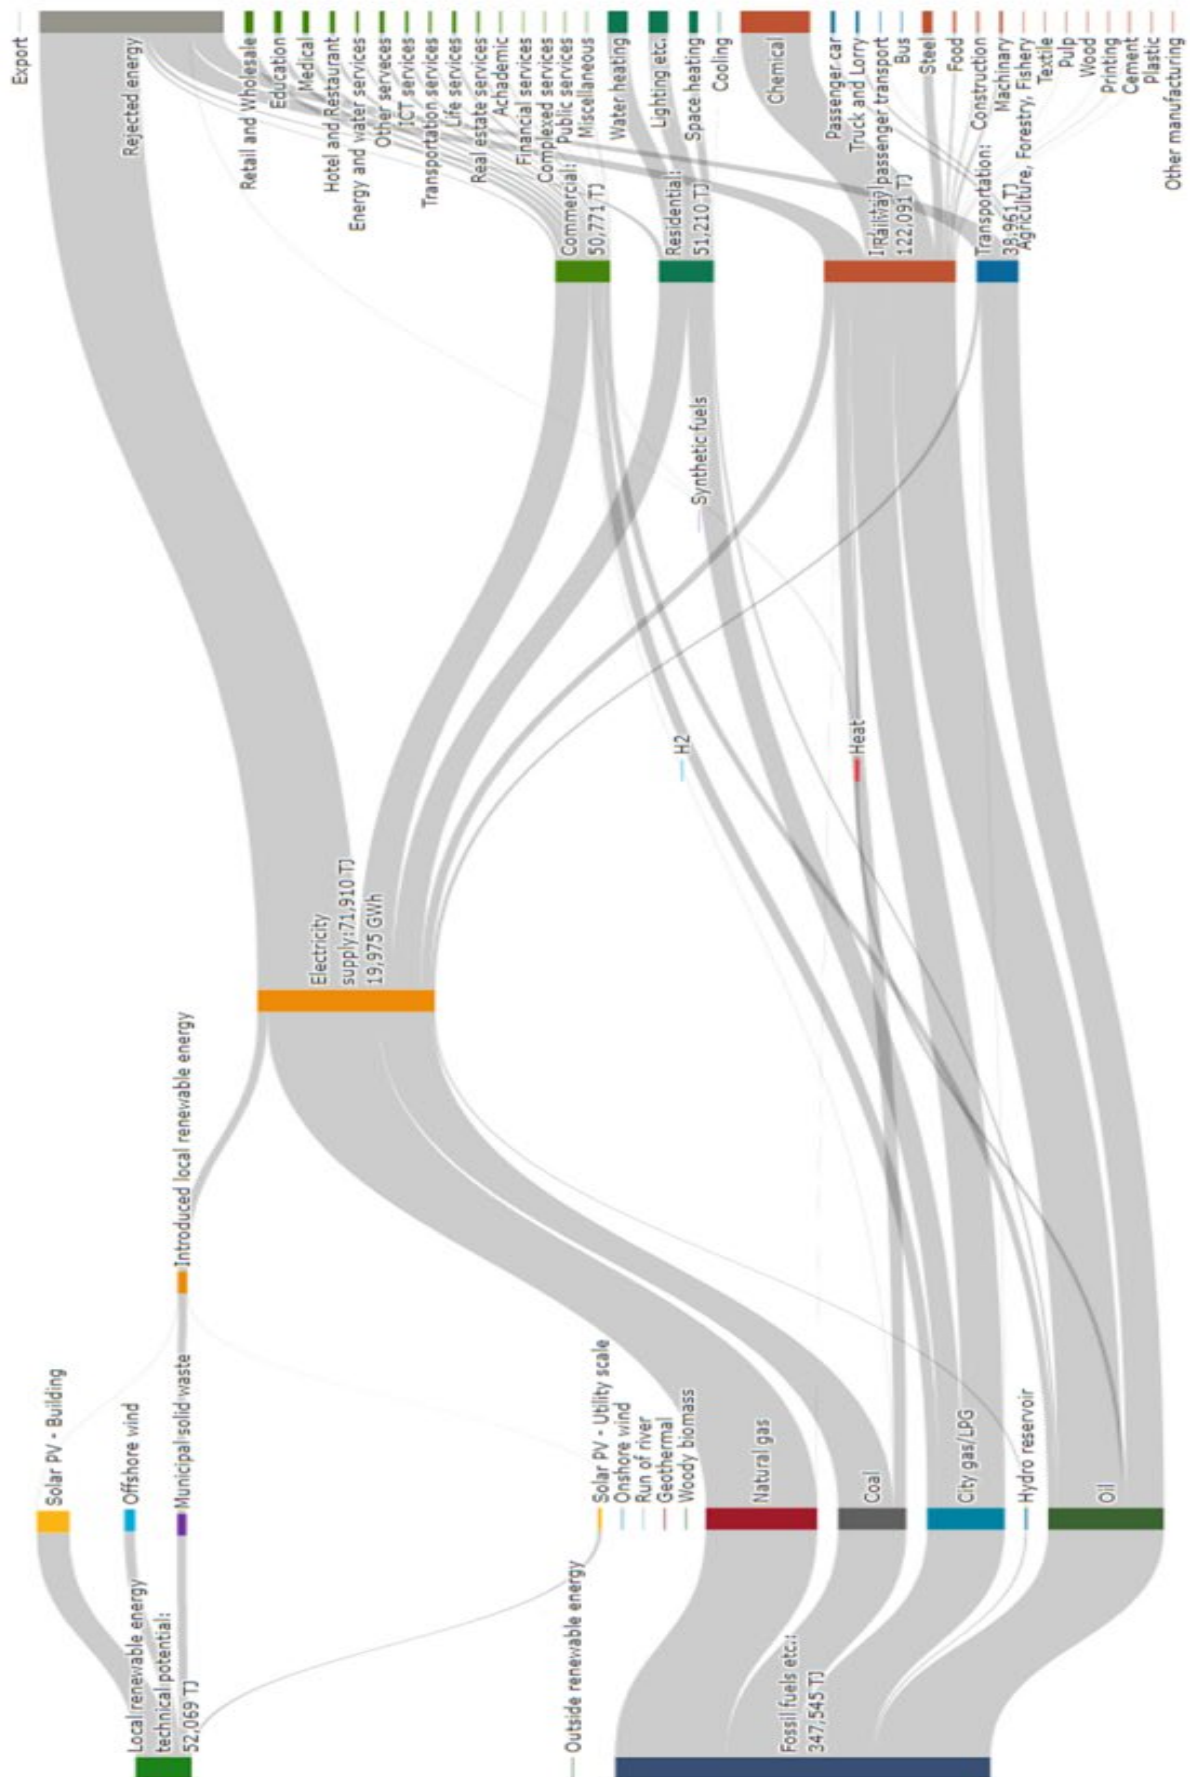 Export
Rejected energy
Retail and Wholesale
Education
Medical
Hotel and Restaurant
Energy and water services
Other serveces
ICT services
Transportation services
Life services
Real estate services
Achademic
Financial services
Complexed services
Public services
Miscellaneous
Water heating
Lighting etc.
Space heating
Cooling
Chemical
Passenger car
Truck and Lorry
Railway passenger transport
Bus
Steel
Food
Construction
Machinary
Agriculture, Forestry, Fishery
Textile
Pulp
Wood
Printing
Cement
Plastic
Other manufacturing
Commercial:
50,771 TJ
Residential:
51,210 TJ
122,091 TJ
Transportation:
38,961 TJ
Synthetic fuels
H2
Heat
Electricity
supply:71,910 TJ
19,975 GWh
Introduced local renewable energy
Solar PV - Building
Offshore wind
Municipal solid waste
Solar PV - Utility scale
Onshore wind
Run of river
Geothermal
Woody biomass
Natural gas
Coal
City gas/LPG
Hydro reservoir
Oil
Local renewable energy
technical potential:
52,069 TJ
Outside renewable energy
Fossil fuels etc.:
347,545 TJ